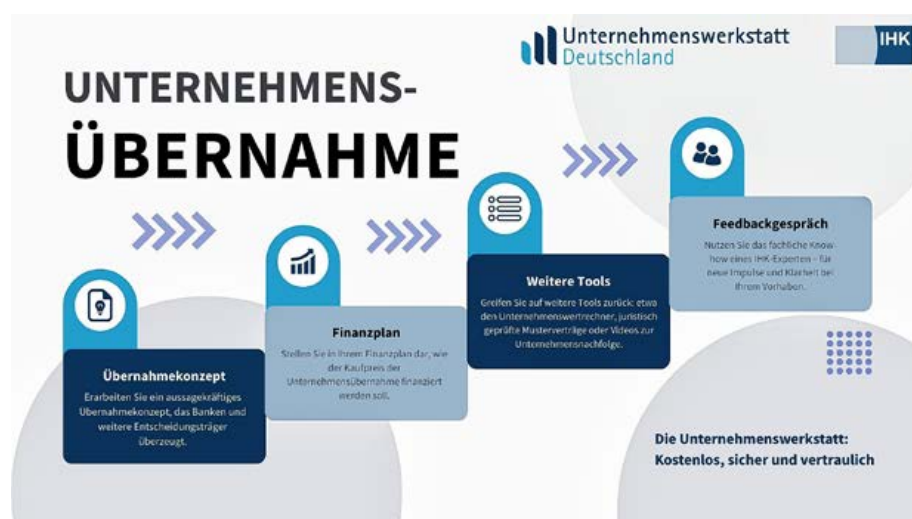 Unternehmenswerkstatt
Deutschland
IHK
UNTERNEHMENS-
ÜBERNAHME
Übernahmekonzept
Erarbeiten Sie ein aussagekräftiges
Übernahmekonzept, das Banken und
weitere Entscheidungsträger
überzeugt.
Finanzplan
Stellen Sie in Ihrem Finanzplan dar, wie
der Kaufpreis der
Unternehmensübernahme finanziert
werden soll.
Weitere Tools
Greifen Sie auf weitere Tools zurück: etwa
den Unternehmenswertrechner, juristisch
geprüfte Musterverträge oder Videos zur
Unternehmensnachfolge.
Feedbackgespräch
Nutzen Sie das fachliche Know-
how eines IHK-Experten – für
neue Impulse und Klarheit bei
Ihrem Vorhaben.
Die Unternehmenswerkstatt:
Kostenlos, sicher und vertraulich